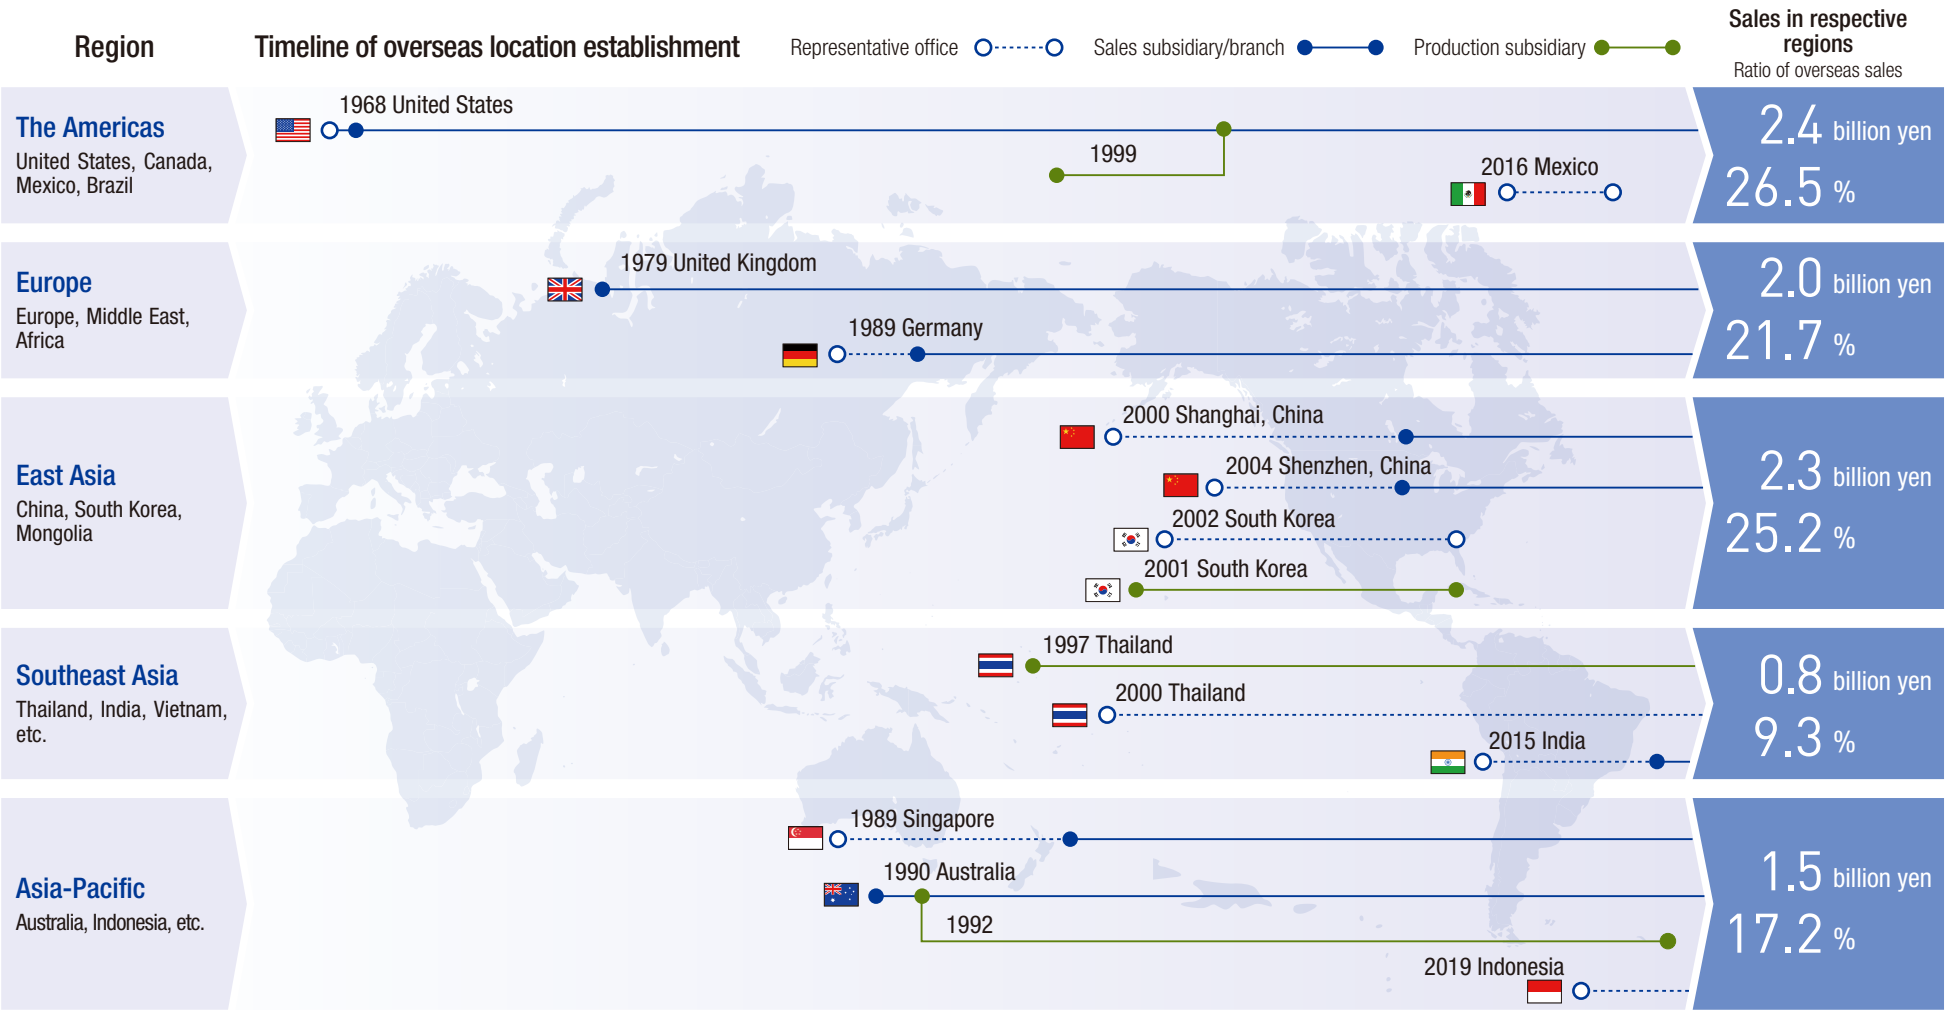 Region
Timeline of overseas location establishment
Representative office
Sales subsidiary/branch
Production subsidiary
Sales in respective
regions
Ratio of overseas sales
The Americas
United States, Canada,
Mexico, Brazil
1968 United States
1999
2016 Mexico
2.4 billion yen
26.5 %
Europe
Europe, Middle East,
Africa
1979 United Kingdom
1989 Germany
2.0 billion yen
21.7 %
East Asia
China, South Korea,
Mongolia
2000 Shanghai, China
2004 Shenzhen, China
2002 South Korea
2001 South Korea
2.3 billion yen
25.2 %
Southeast Asia
Thailand, India, Vietnam,
etc.
1997 Thailand
2000 Thailand
2015 India
0.8 billion yen
9.3 %
Asia-Pacific
Australia, Indonesia, etc.
1989 Singapore
1990 Australia
1992
2019 Indonesia
1.5 billion yen
17.2 %